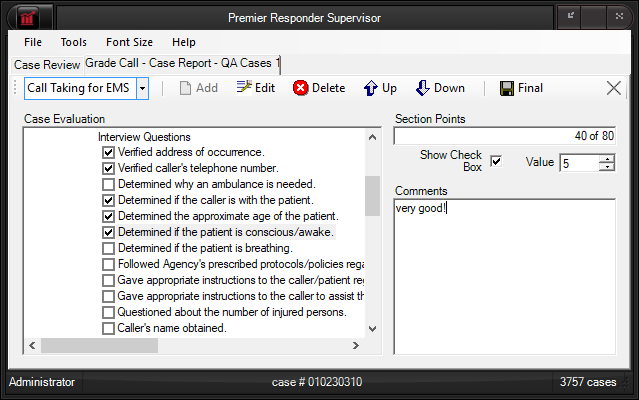 Premier Responder Supervisor
File Tools Font Size Help
Case Review Grade Call - Case Report - QA Cases 1
Call Taking for EMS Add Edit Delete Up Down Final
Case Evaluation
Interview Questions
Verified address of occurrence.
Verified caller's telephone number.
Determined why an ambulance is needed.
Determined if the caller is with the patient.
Determined the approximate age of the patient.
Determined if the patient is conscious/awake.
Determined if the patient is breathing.
Followed Agency's prescribed protocols/policies rega
Gave appropriate instructions to the caller/patient reg
Gave appropriate instructions to the caller to assist th
Questioned about the number of injured persons.
Caller's name obtained.
Section Points
40 of 80
Show Check
Box
Value 5
Comments
very good!
Administrator case # 010230310 3757 cases